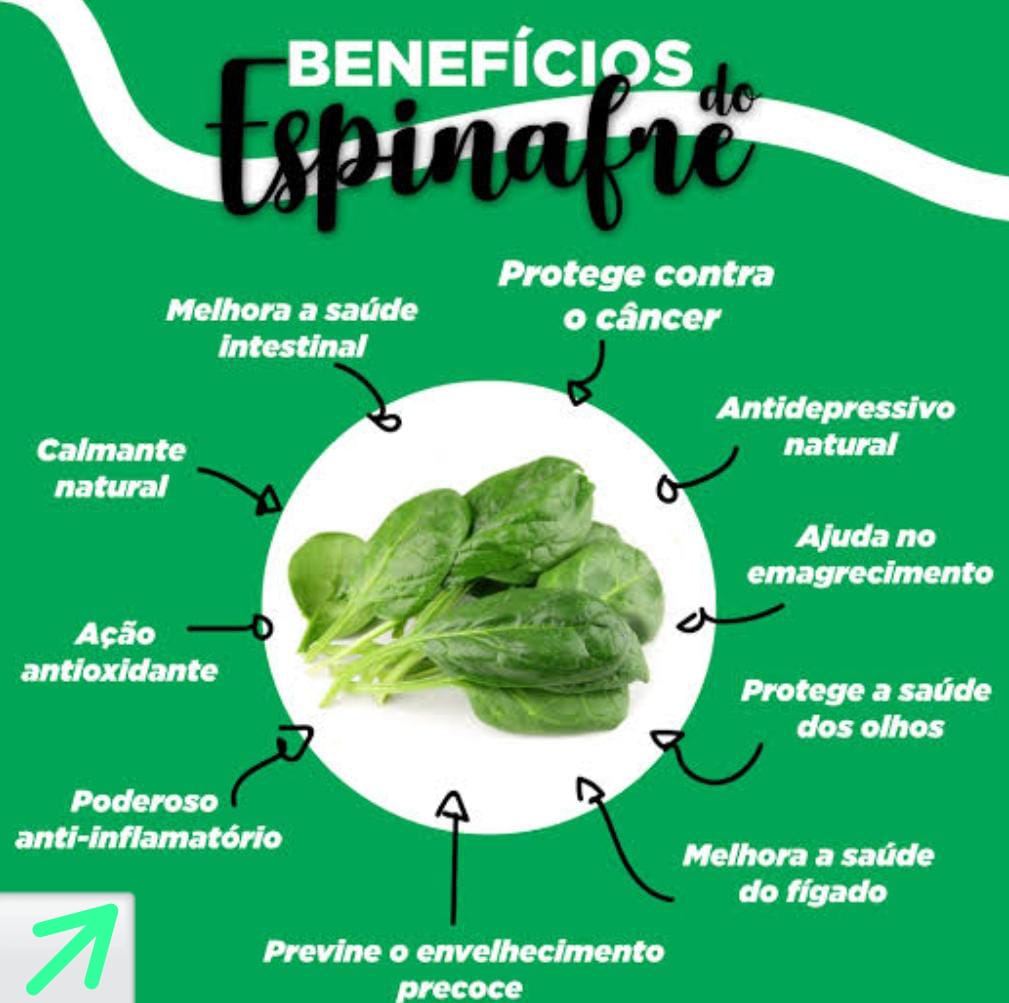 BENEFÍCIOS
do
Espinafre
Protege contra
o câncer
Melhora a saúde
intestinal
Antidepressivo
natural
Calmante
natural
Ajuda no
emagrecimento
Ação
antioxidante
Protege a saúde
dos olhos
Poderoso
anti-inflamatório
Melhora a saúde
do fígado
Previne o envelhecimento
precoce